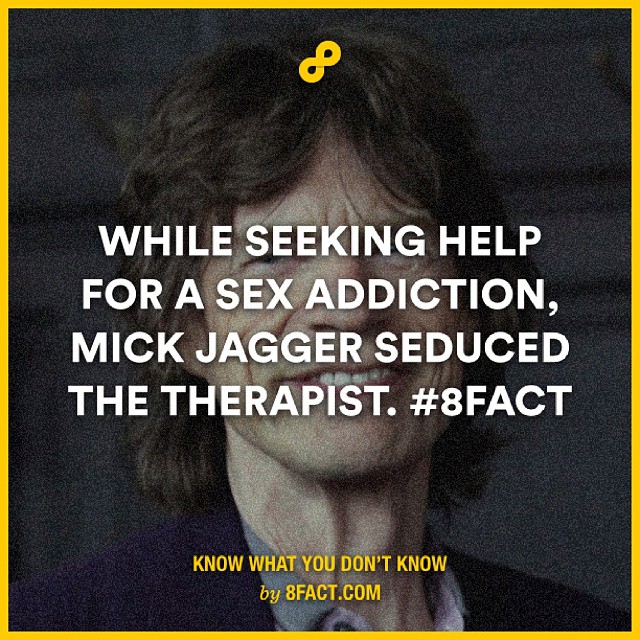 WHILE SEEKING HELP
FOR A SEX ADDICTION,
MICK JAGGER SEDUCED
THE THERAPIST. #8FACT
KNOW WHAT YOU DON'T KNOW
by 8FACT.COM